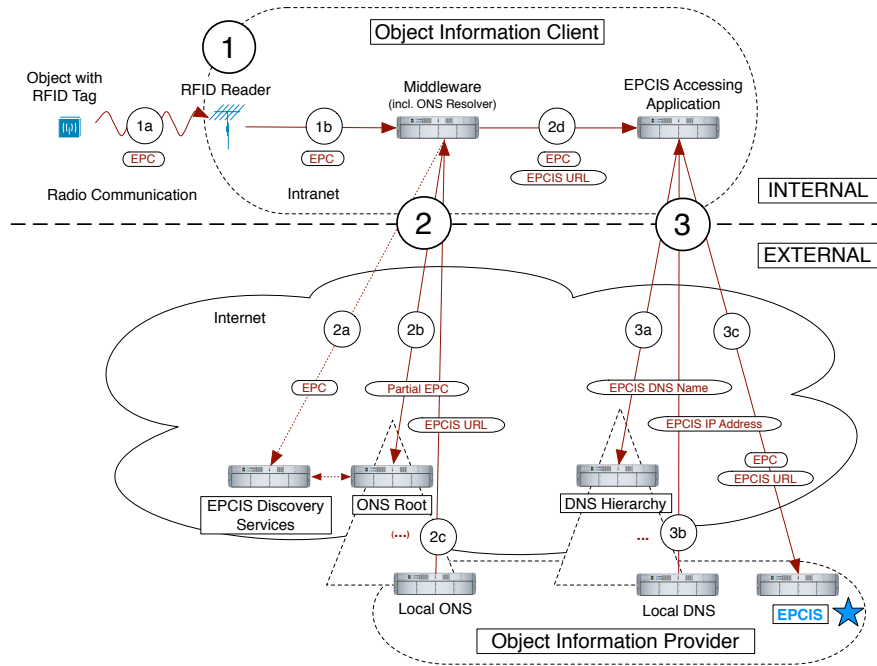 1
Object Information Client
Object with
RFID Tag
RFID Reader
Middleware
(incl. ONS Resolver)
EPCIS Accessing
Application
1a
1b
2d
EPC
EPC
EPC
EPCIS URL
Radio Communication
Intranet
INTERNAL
2
3
EXTERNAL
Internet
2a
2b
3a
3c
EPC
Partial EPC
EPCIS DNS Name
EPCIS URL
EPCIS IP Address
EPC
EPCIS URL
EPCIS Discovery
Services
ONS Root
DNS Hierarchy
(...)
2c
...
3b
Local ONS
Local DNS
EPCIS
Object Information Provider